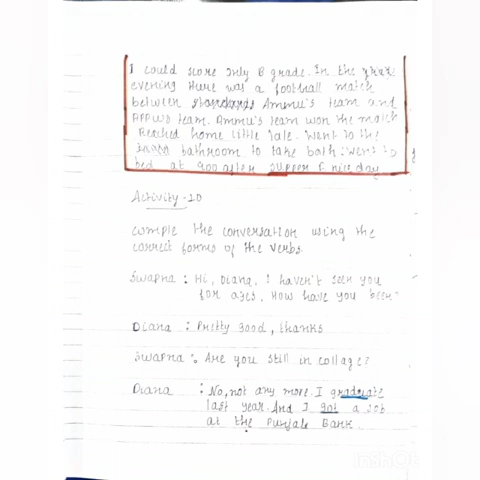 I could score only B grade. In the
evening there was a football match
between Ammu's team and
Appu's team. Ammu's team won the match
Reached home little late. Went to the
bathroom to take bath. Went to
bed at 9:00 after supper nice day
Activity-10
comple the conversation using the
correct forms of the verbs.
Swapna : Hi, Diana, I haven't seen you
for ages, How have you been?
Diana : Pretty Good, thanks
Swapna : Are you still in collage?
Diana : No, not any more. I graduate
last year. And I got a Job
at the Punjab Bank
InShOt